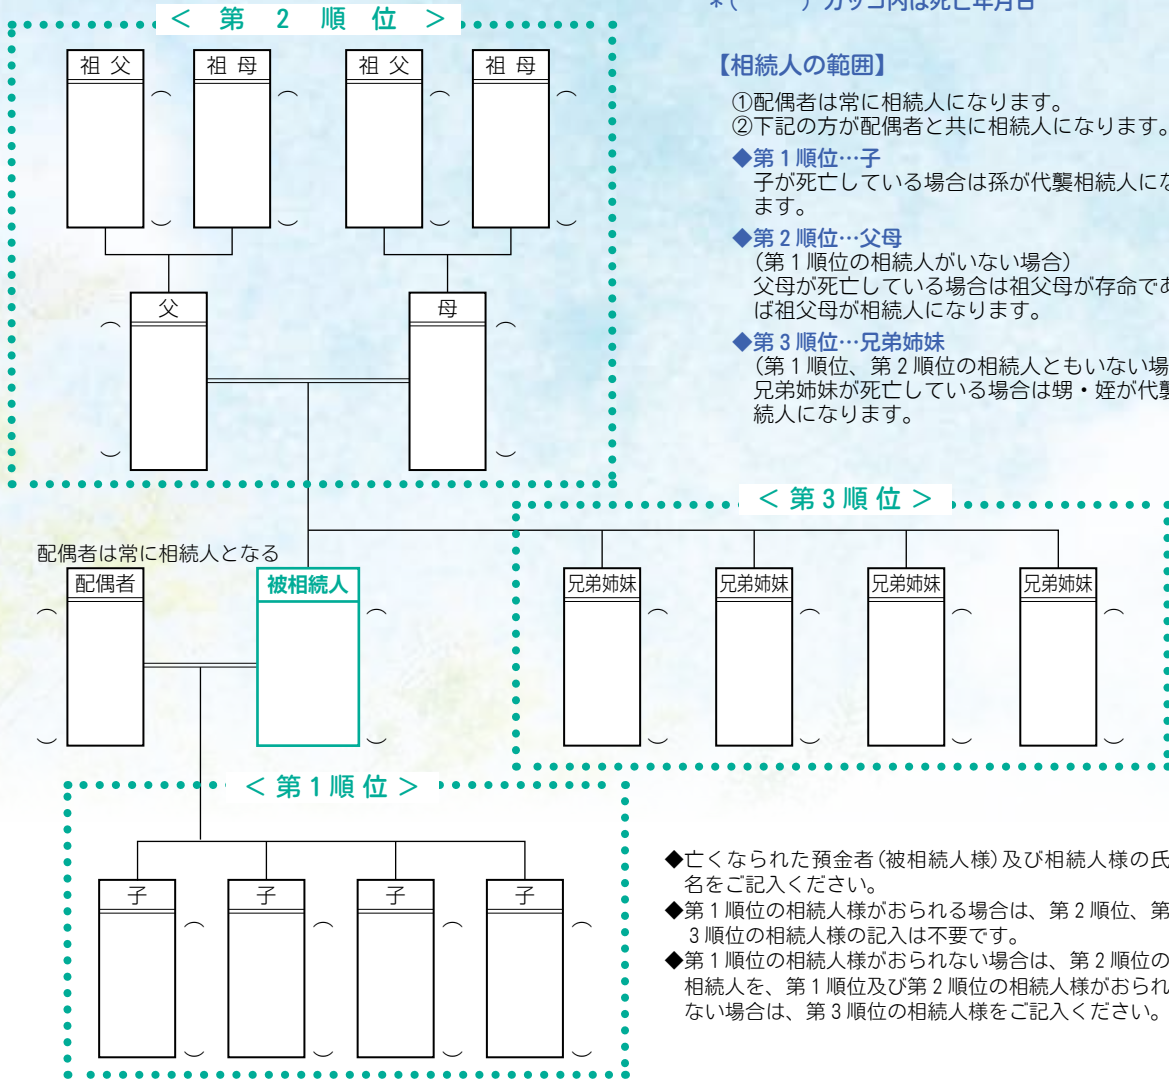 ＜ 第 2 順 位 ＞
祖 父
祖 母
祖 父
祖 母
父
母
＊（　　　）カッコ内は死亡年月日
【相続人の範囲】
①配偶者は常に相続人になります。
②下記の方が配偶者と共に相続人になります。
◆第1順位…子
子が死亡している場合は孫が代襲相続人にな
ます。
◆第2順位…父母
(第1順位の相続人がいない場合)
父母が死亡している場合は祖父母が存命であ
ば祖父母が相続人になります。
◆第3順位…兄弟姉妹
(第1順位、第2順位の相続人ともいない場
兄弟姉妹が死亡している場合は甥・姪が代襲
続人になります。
＜ 第3順位 ＞
兄弟姉妹
兄弟姉妹
兄弟姉妹
兄弟姉妹
配偶者は常に相続人となる
配偶者
被相続人
＜ 第1順位 ＞
子
子
子
子
◆亡くなられた預金者(被相続人様)及び相続人様の氏
名をご記入ください。
◆第1順位の相続人様がおられる場合は、第2順位、第
3順位の相続人様の記入は不要です。
◆第1順位の相続人様がおられない場合は、第2順位の
相続人を、第1順位及び第2順位の相続人様がおられ
ない場合は、第3順位の相続人様をご記入ください。